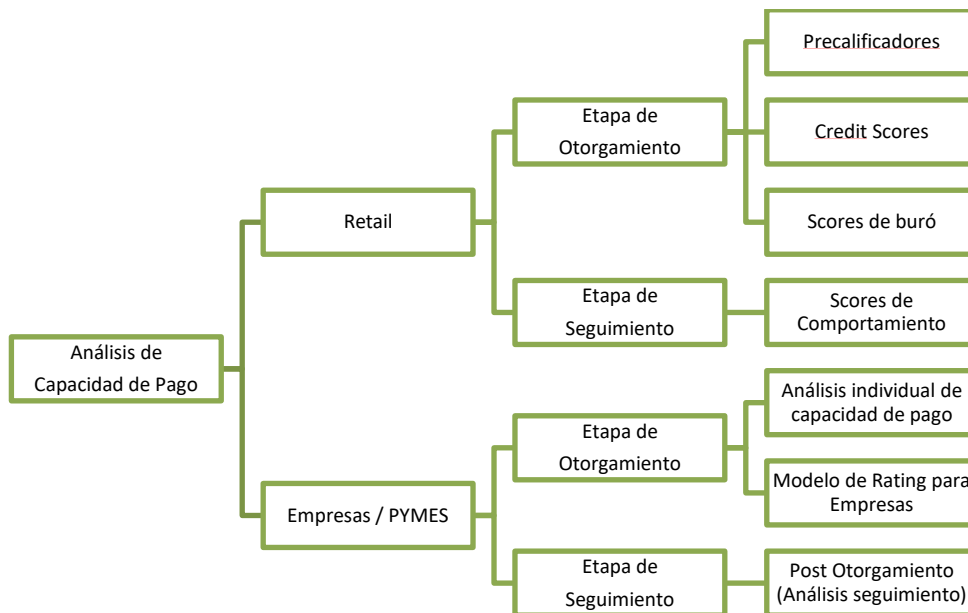 Precalificadores
Etapa de
Otorgamiento
Credit Scores
Retail
Scores de buró
Etapa de
Seguimiento
Scores de
Comportamiento
Análisis de
Capacidad de Pago
Análisis individual de
capacidad de pago
Etapa de
Otorgamiento
Modelo de Rating para
Empresas
Empresas / PYMES
Etapa de
Seguimiento
Post Otorgamiento
(Análisis seguimiento)